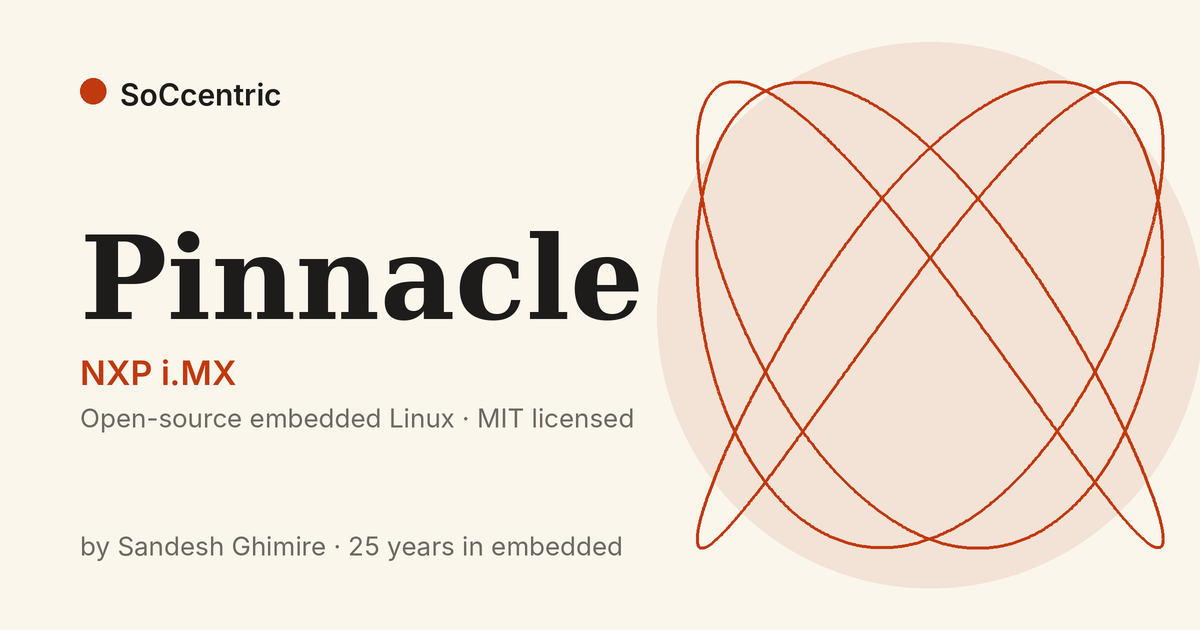 SoCcentric
Pinnacle
NXP i.MX
Open-source embedded Linux · MIT licensed
by Sandesh Ghimire · 25 years in embedded